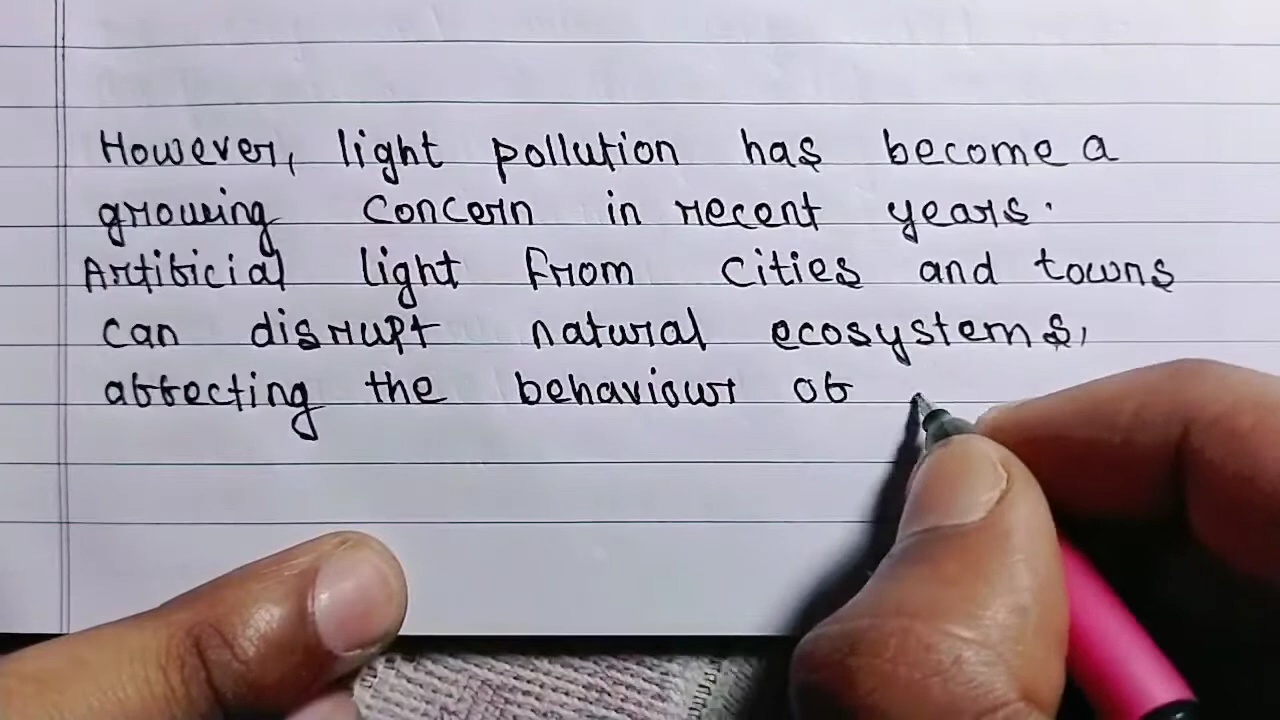 However, light pollution has become a
growing concern in recent years.
Artificial light from cities and towns
can disrupt natural ecosystems,
affecting the behaviour of